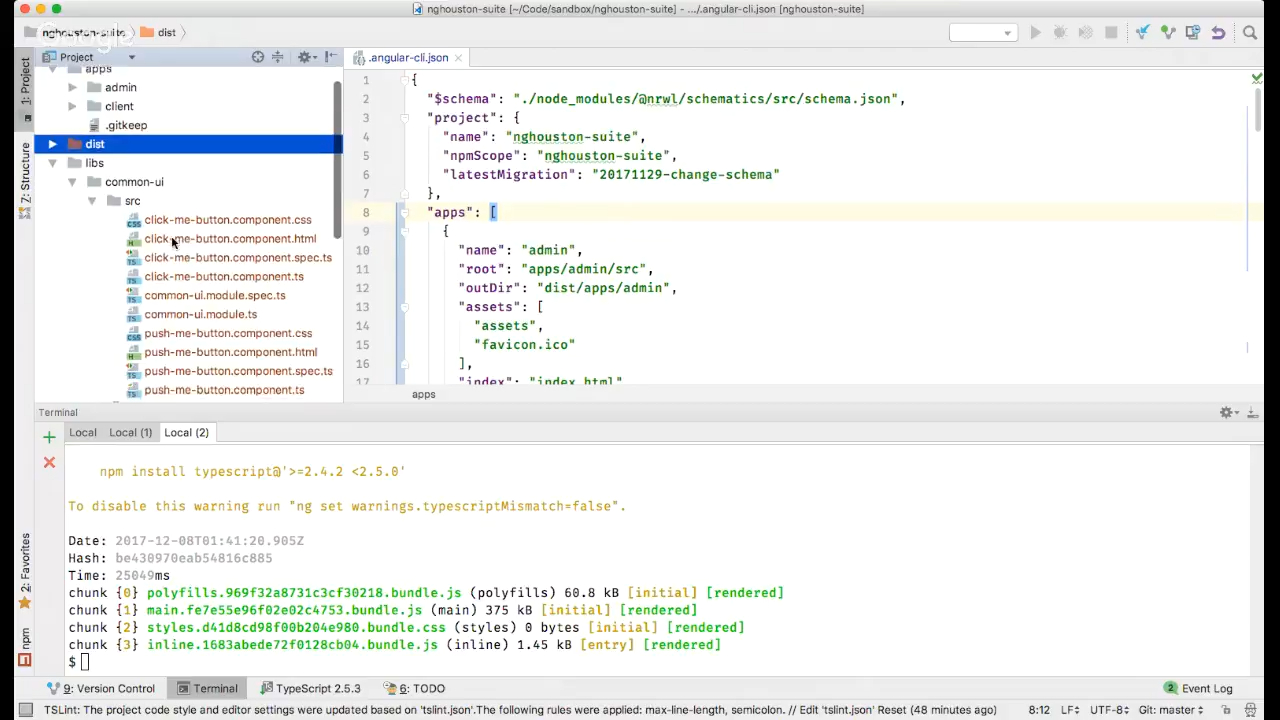 nghouston-suite [~/Code/sandbox/nghouston-suite] - .../.angular-cli.json [nghouston-suite]
Google
nghouston-suite dist
Project
.angular-cli.json
1: Project
Z: Structure
2: Favorites
npm
apps
admin
client
.gitkeep
dist
libs
common-ui
src
click-me-button.component.css
click-me-button.component.html
click-me-button.component.spec.ts
click-me-button.component.ts
common-ui.module.spec.ts
common-ui.module.ts
push-me-button.component.css
push-me-button.component.html
push-me-button.component.spec.ts
push-me-button.component.ts
1 {
2 "$schema": "./node_modules/@nrwl/schematics/src/schema.json",
3 "project": {
4 "name": "nghouston-suite",
5 "npmScope": "nghouston-suite",
6 "latestMigration": "20171129-change-schema"
7 },
8 "apps": [
9 {
10 "name": "admin",
11 "root": "apps/admin/src",
12 "outDir": "dist/apps/admin",
13 "assets": [
14 "assets",
15 "favicon.ico"
16 ],
17 "index": "index.html"
apps
Terminal
Local Local (1) Local (2)
npm install typescript@'>=2.4.2 <2.5.0'
To disable this warning run "ng set warnings.typescriptMismatch=false".
Date: 2017-12-08T01:41:20.905Z
Hash: be430970eab54816c885
Time: 25049ms
chunk {0} polyfills.969f32a8731c3cf30218.bundle.js (polyfills) 60.8 kB [initial] [rendered]
chunk {1} main.fe7e55e96f02e02c4753.bundle.js (main) 375 kB [initial] [rendered]
chunk {2} styles.d41d8cd98f00b204e980.bundle.css (styles) 0 bytes [initial] [rendered]
chunk {3} inline.1683abede72f0128cb04.bundle.js (inline) 1.45 kB [entry] [rendered]
$
9: Version Control Terminal TypeScript 2.5.3 6: TODO 2 Event Log
TSLint: The project code style and editor settings were updated based on 'tslint.json'.The following rules were applied: max-line-length, semicolon. // Edit 'tslint.json' Reset (48 minutes ago) 8:12 LF÷ UTF-8÷ Git: master÷